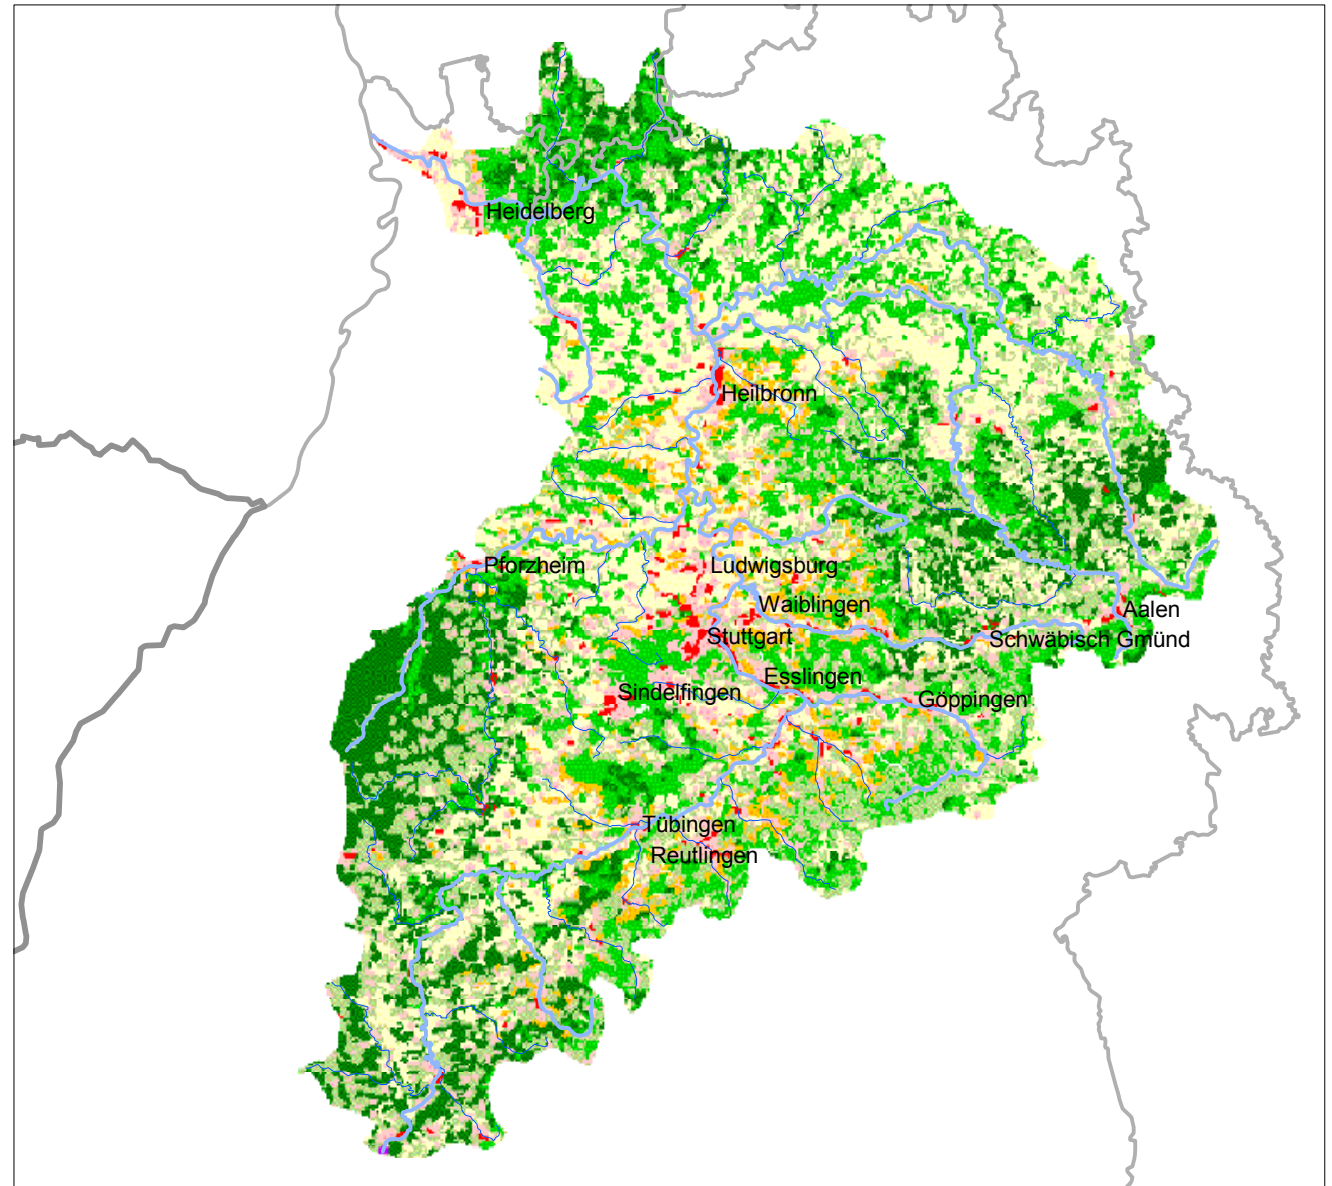 Heidelberg
Heilbronn
Pforzheim
Ludwigsburg
Waiblingen
Aalen
Stuttgart
Schwäbisch Gmünd
Esslingen
Sindelfingen
Göppingen
Tübingen
Reutlingen